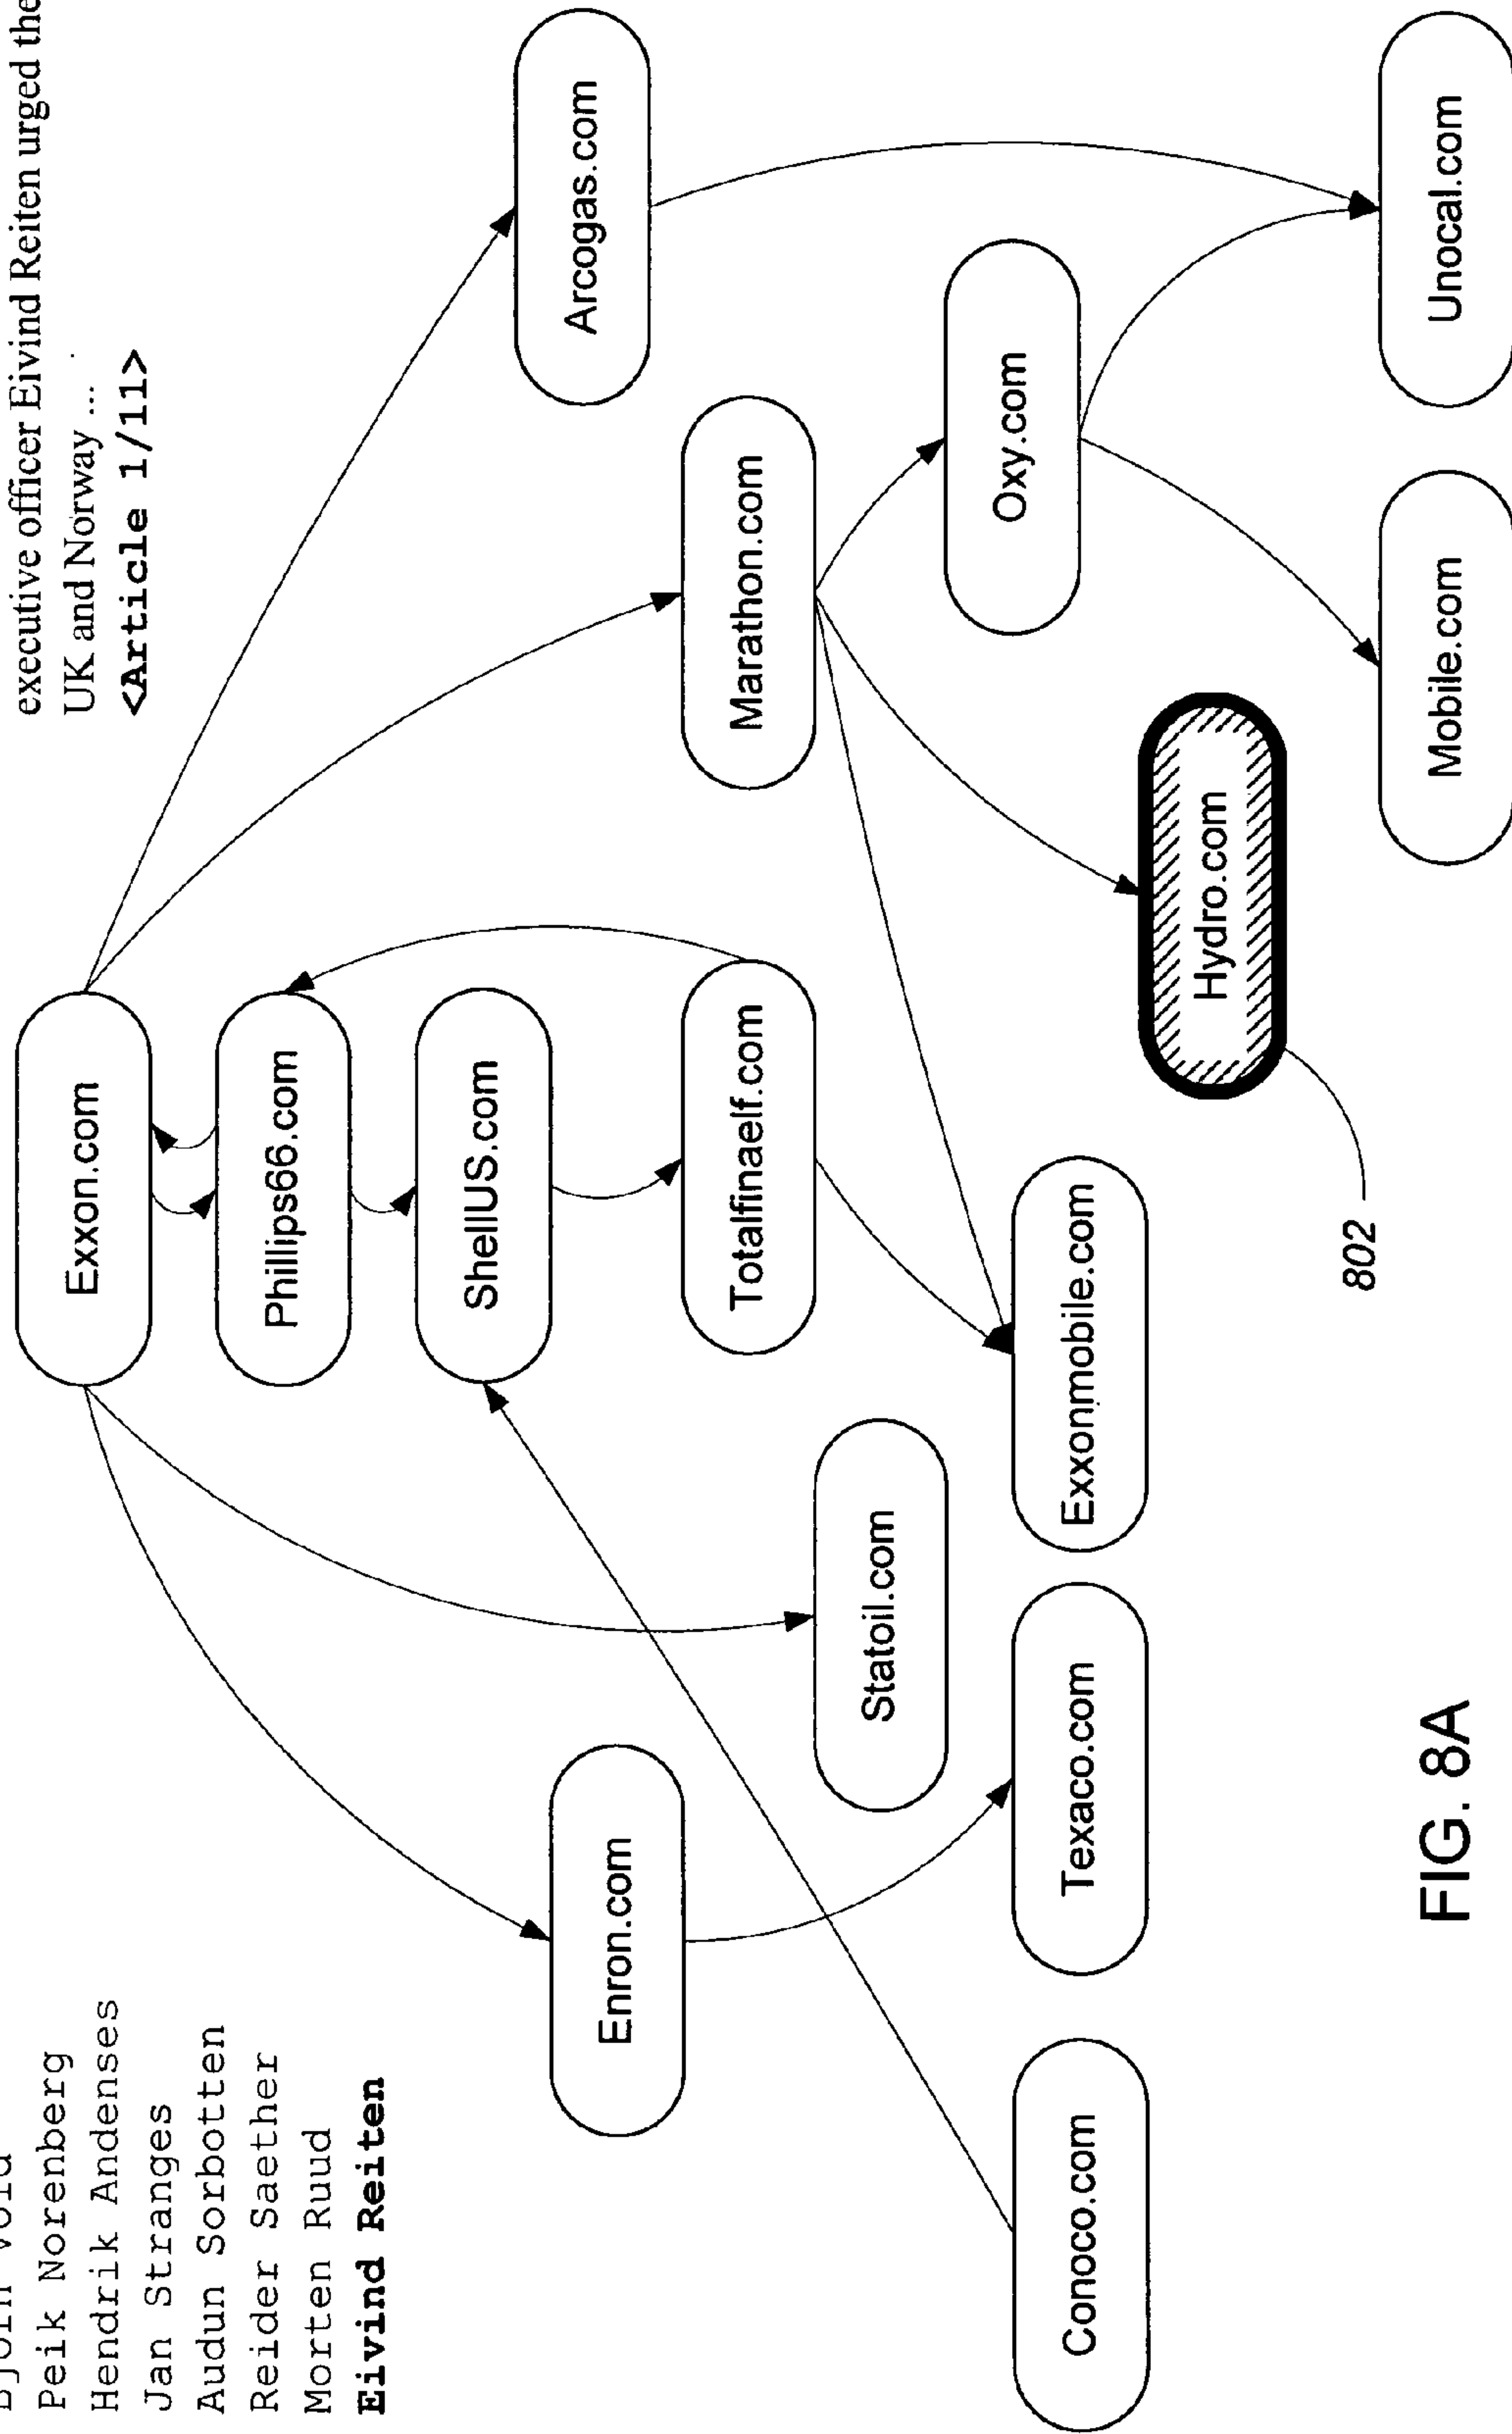 Peik Norenberg
Hendrik Andenses
Jan Stranges
Audun Sorbotten
Reider Saether
Morten Ruud
Eivind Reiten
executive officer Eivind Reiten urged the
UK and Norway ...
<Article 1/11>
Exxon.com
Phillips66.com
ShellUS.com
Arcogas.com
Enron.com
Totalfinaelf.com
Marathon.com
Statoil.com
Oxy.com
Conoco.com
Texaco.com
Exxonmobile.com
Hydro.com
802
Mobile.com
Unocal.com
FIG. 8A